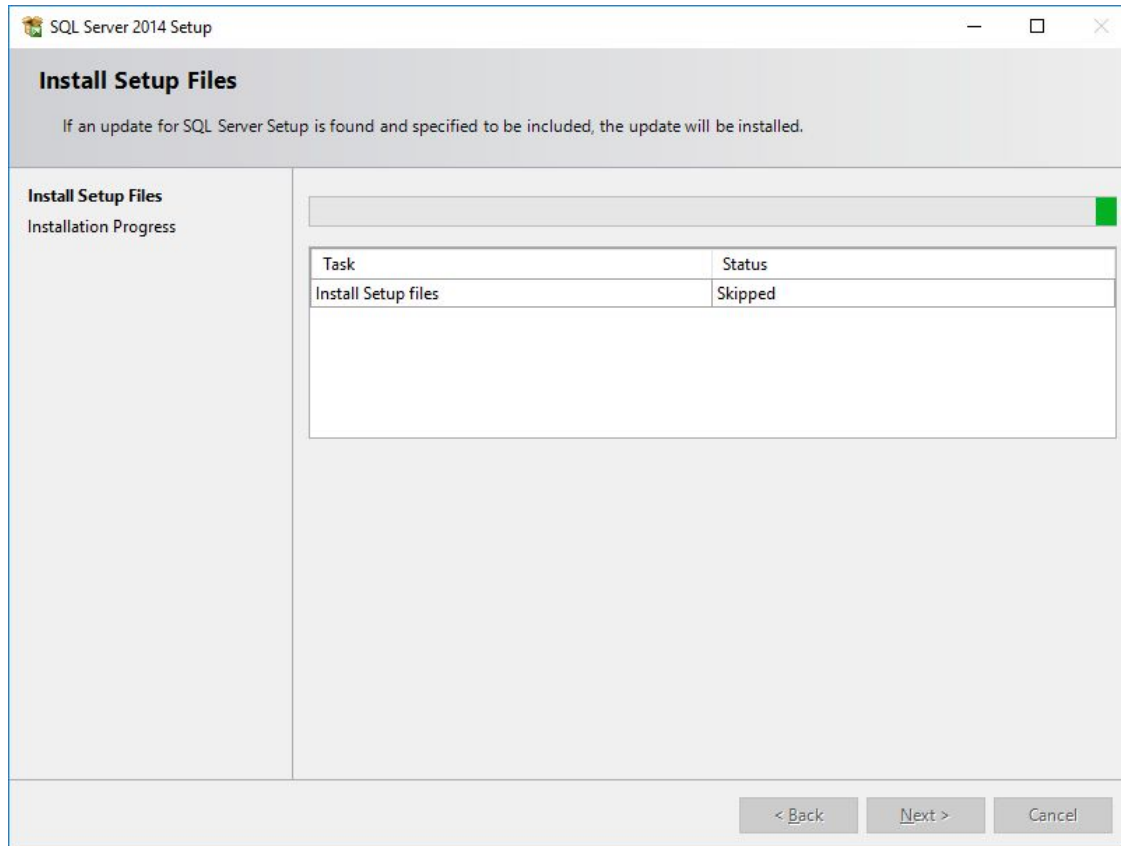 SQL Server 2014 Setup
Install Setup Files
If an update for SQL Server Setup is found and specified to be included, the update will be installed.
Install Setup Files
Installation Progress
Task Status
Install Setup files Skipped
< Back Next > Cancel